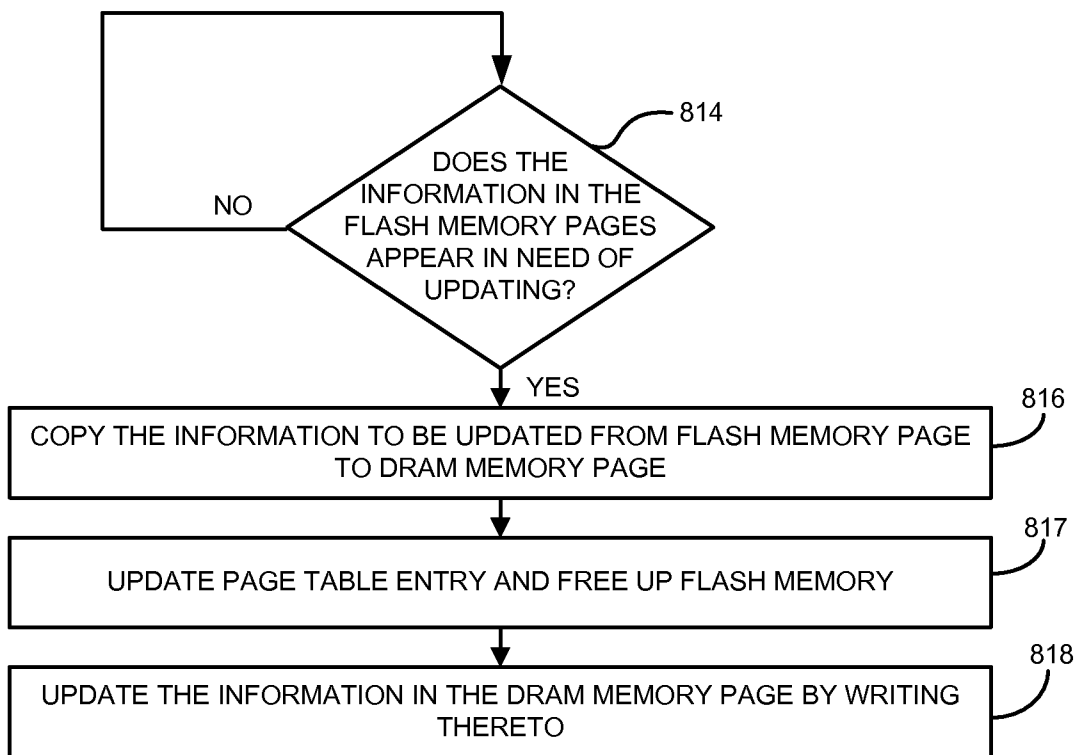 814
DOES THE
INFORMATION IN THE
FLASH MEMORY PAGES
APPEAR IN NEED OF
UPDATING?
NO
YES
816
COPY THE INFORMATION TO BE UPDATED FROM FLASH MEMORY PAGE
TO DRAM MEMORY PAGE
817
UPDATE PAGE TABLE ENTRY AND FREE UP FLASH MEMORY
818
UPDATE THE INFORMATION IN THE DRAM MEMORY PAGE BY WRITING
THERETO